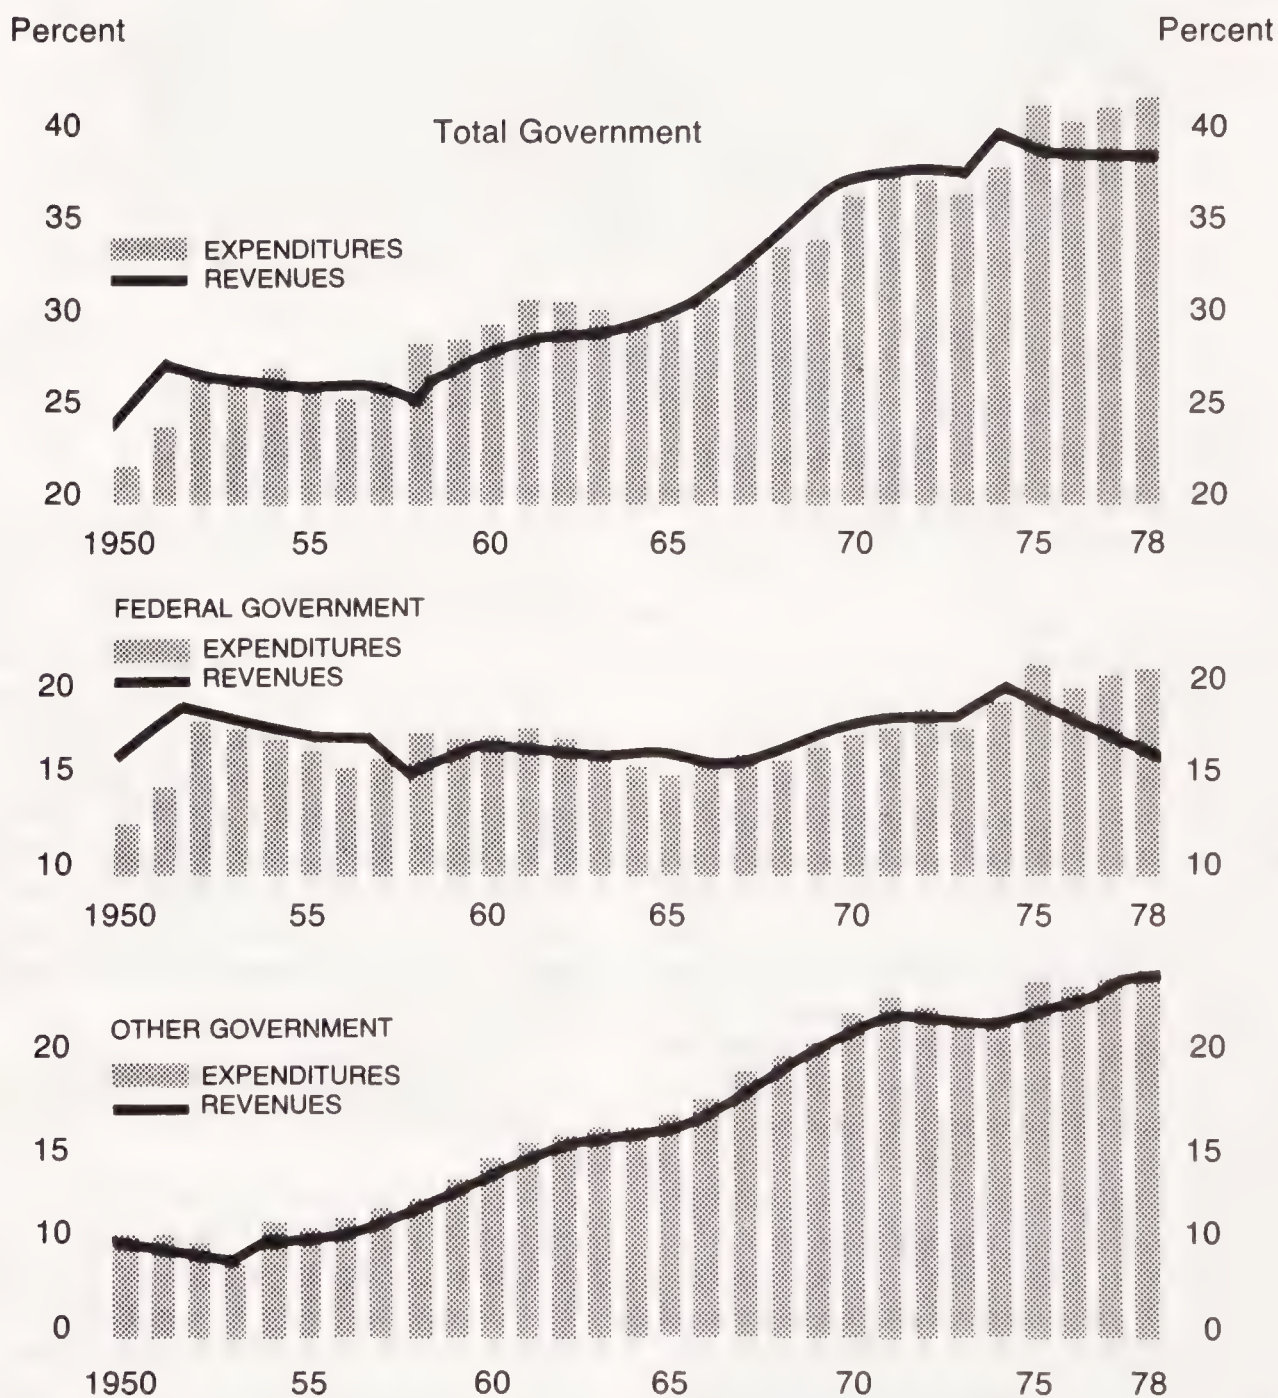 Percent Percent
Total Government
40 40
35 35
EXPENDITURES
REVENUES
30 30
25 25
20 20
1950 55 60 65 70 75 78
FEDERAL GOVERNMENT
EXPENDITURES
REVENUES
20 20
15 15
10 10
1950 55 60 65 70 75 78
OTHER GOVERNMENT
20 20
EXPENDITURES
REVENUES
15 15
10 10
0 0
1950 55 60 65 70 75 78